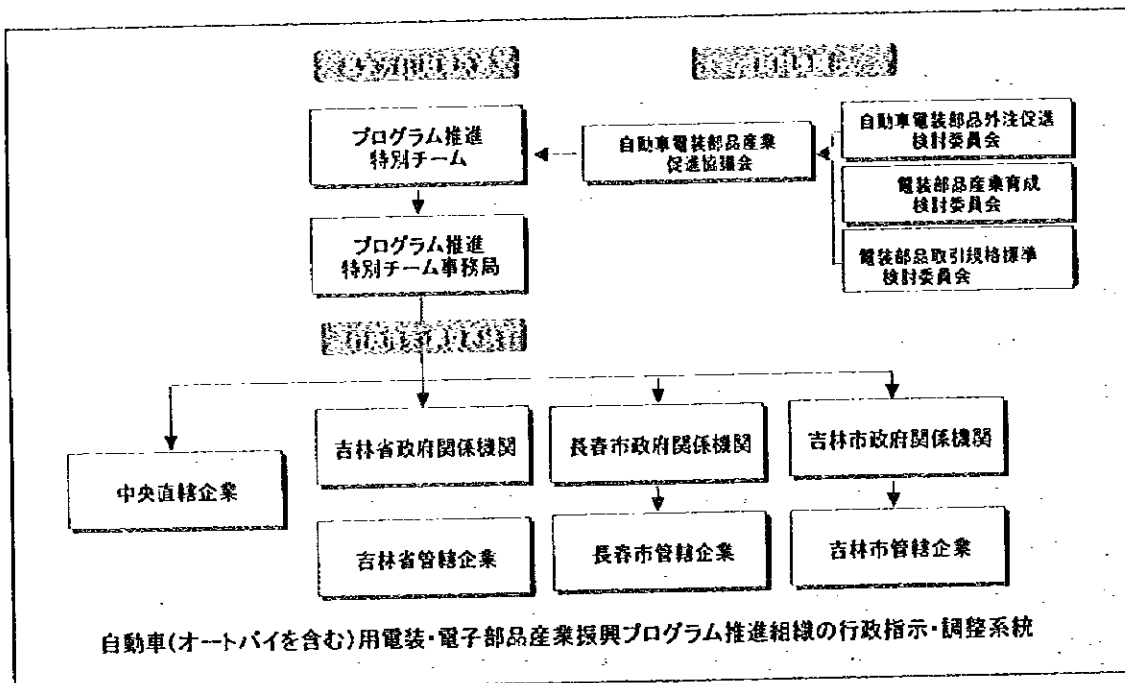 プログラム推進
特別チーム
自動車電装部品産業
促進協議会
自動車電装部品外注促進
検討委員会
電装部品産業育成
検討委員会
電装部品取引規格標準
検討委員会
プログラム推進
特別チーム事務局
中央直轄企業
吉林省政府関係機関
長春市政府関係機関
吉林市政府関係機関
吉林省管轄企業
長春市管轄企業
吉林市管轄企業
自動車(オートバイを含む)用電装・電子部品産業振興プログラム推進組織の行政指示・調整系統